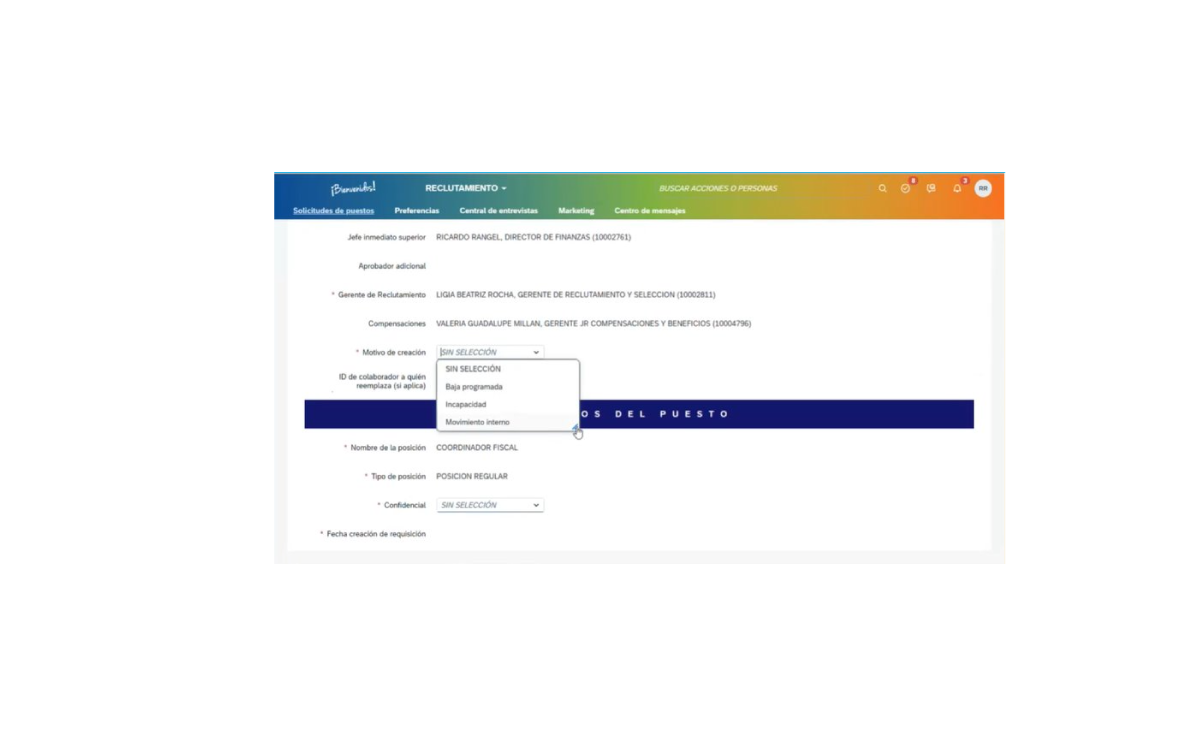 ¡Bienvenidos!
RECLUTAMIENTO
BUSCAR ACCIONES O PERSONAS
8
3
RR
Solicitudes de puestos
Preferencias
Central de entrevistas
Marketing
Centro de mensajes
Jefe inmediato superior RICARDO RANGEL, DIRECTOR DE FINANZAS (10002761)
Aprobador adicional
* Gerente de Reclutamiento LIGIA BEATRIZ ROCHA, GERENTE DE RECLUTAMIENTO Y SELECCION (10002811)
Compensaciones VALERIA GUADALUPE MILLAN, GERENTE JR COMPENSACIONES Y BENEFICIOS (10004796)
* Motivo de creación SIN SELECCIÓN
ID de colaborador a quién
reemplaza (si aplica)
SIN SELECCIÓN
Baja programada
Incapacidad
Movimiento interno
OS DEL PUESTO
* Nombre de la posición COORDINADOR FISCAL
* Tipo de posición POSICION REGULAR
* Confidencial SIN SELECCIÓN
* Fecha creación de requisición